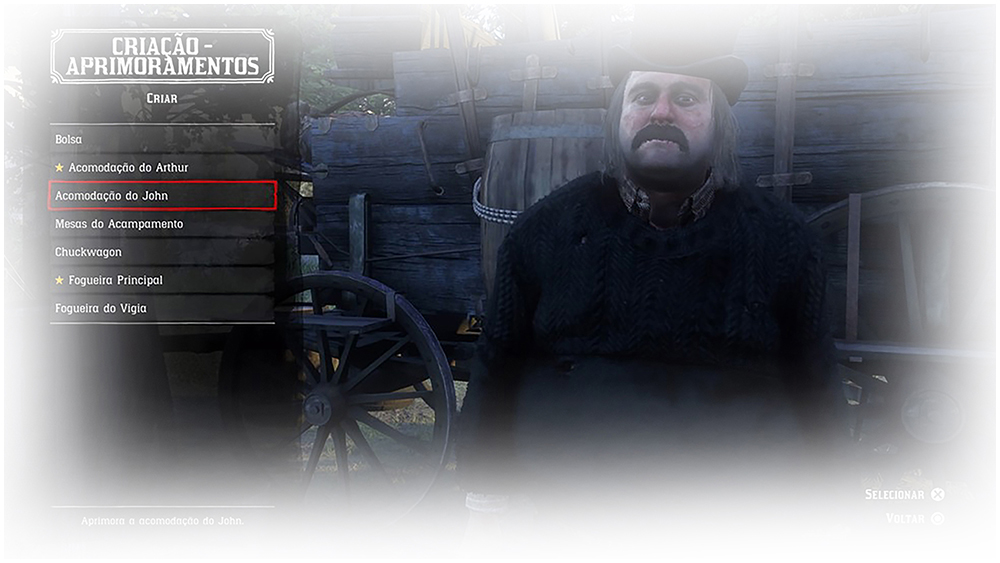 CRIAÇÃO -
APRIMORAMENTOS
CRIAR
Bolsa
Acomodação do Arthur
Acomodação do John
Mesas do Acampamento
Chuckwagon
Fogueira Principal
Fogueira do Vigia
Aprimora a acomodação do John.
SELECIONAR
VOLTAR